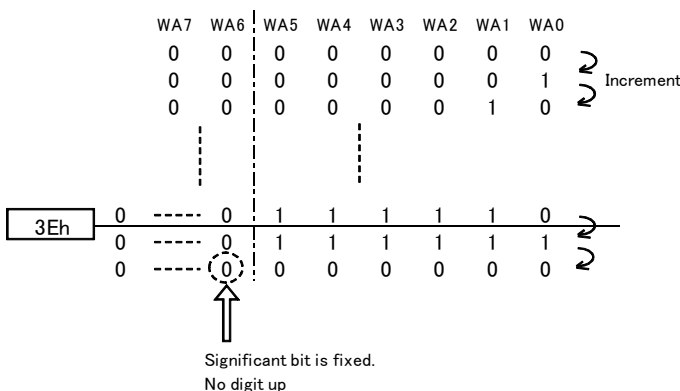 WA7 WA6 WA5 WA4 WA3 WA2 WA1 WA0
0 0 0 0 0 0 0 0
0 0 0 0 0 0 0 1
Increment
0 0 0 0 0 0 1 0
0 0 1 1 1 1 1 0
3Eh
0 0 1 1 1 1 1 1
0 0 0 0 0 0 0 0
Significant bit is fixed.
No digit up